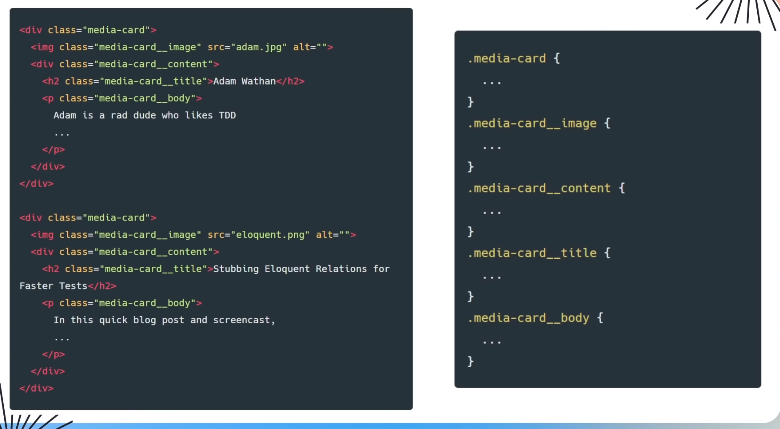 <div class="media-card">
  <img class="media-card__image" src="adam.jpg" alt="">
  <div class="media-card__content">
    <h2 class="media-card__title">Adam Wathan</h2>
    <p class="media-card__body">
      Adam is a rad dude who likes TDD
      ...
    </p>
  </div>
</div>

<div class="media-card">
  <img class="media-card__image" src="eloquent.png" alt="">
  <div class="media-card__content">
    <h2 class="media-card__title">Stubbing Eloquent Relations for
Faster Tests</h2>
    <p class="media-card__body">
      In this quick blog post and screencast,
      ...
    </p>
  </div>
</div>

.media-card {
  ...
}
.media-card__image {
  ...
}
.media-card__content {
  ...
}
.media-card__title {
  ...
}
.media-card__body {
  ...
}